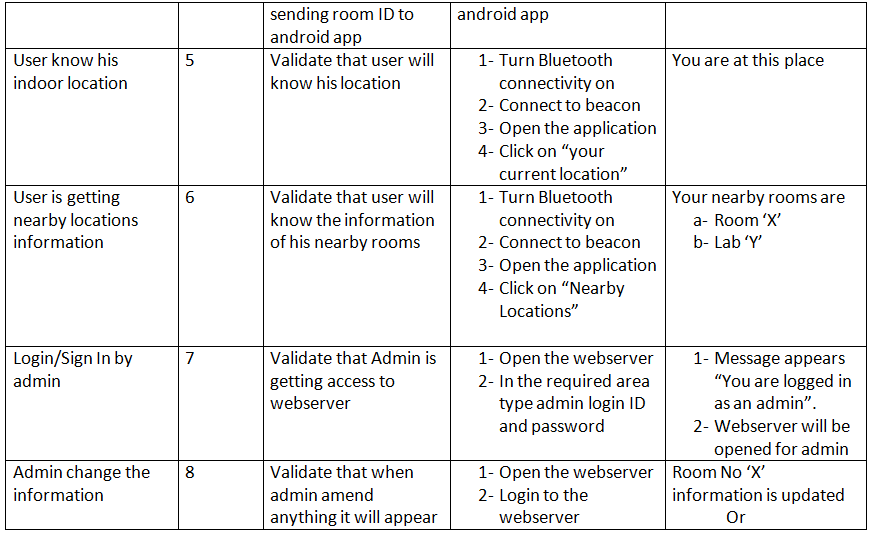 sending room ID to
android app
android app
User know his
indoor location
5
Validate that user will
know his location
1- Turn Bluetooth
connectivity on
2- Connect to beacon
3- Open the application
4- Click on “your
current location”
You are at this place
User is getting
nearby locations
information
6
Validate that user will
know the information
of his nearby rooms
1- Turn Bluetooth
connectivity on
2- Connect to beacon
3- Open the application
4- Click on “Nearby
Locations”
Your nearby rooms are
a- Room ‘X’
b- Lab ‘Y’
Login/Sign In by
admin
7
Validate that Admin is
getting access to
webserver
1- Open the webserver
2- In the required area
type admin login ID
and password
1- Message appears
“You are logged in
as an admin”.
2- Webserver will be
opened for admin
Admin change the
information
8
Validate that when
admin amend
anything it will appear
1- Open the webserver
2- Login to the
webserver
Room No ‘X’
information is updated
Or